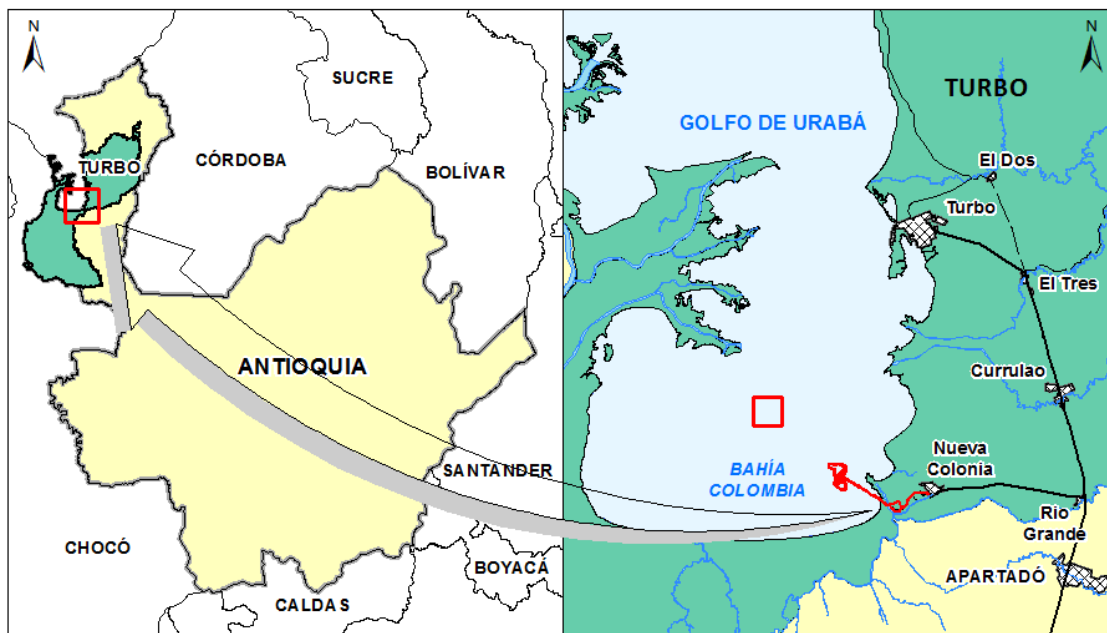 N
SUCRE
CÓRDOBA
BOLÍVAR
TURBO
ANTIOQUIA
SANTANDER
CHOCÓ
BOYACÁ
CALDAS
N
TURBO
GOLFO DE URABÁ
El Dos
Turbo
El Tres
Currulao
Nueva
Colonia
BAHÍA
COLOMBIA
Rio
Grande
APARTADÓ